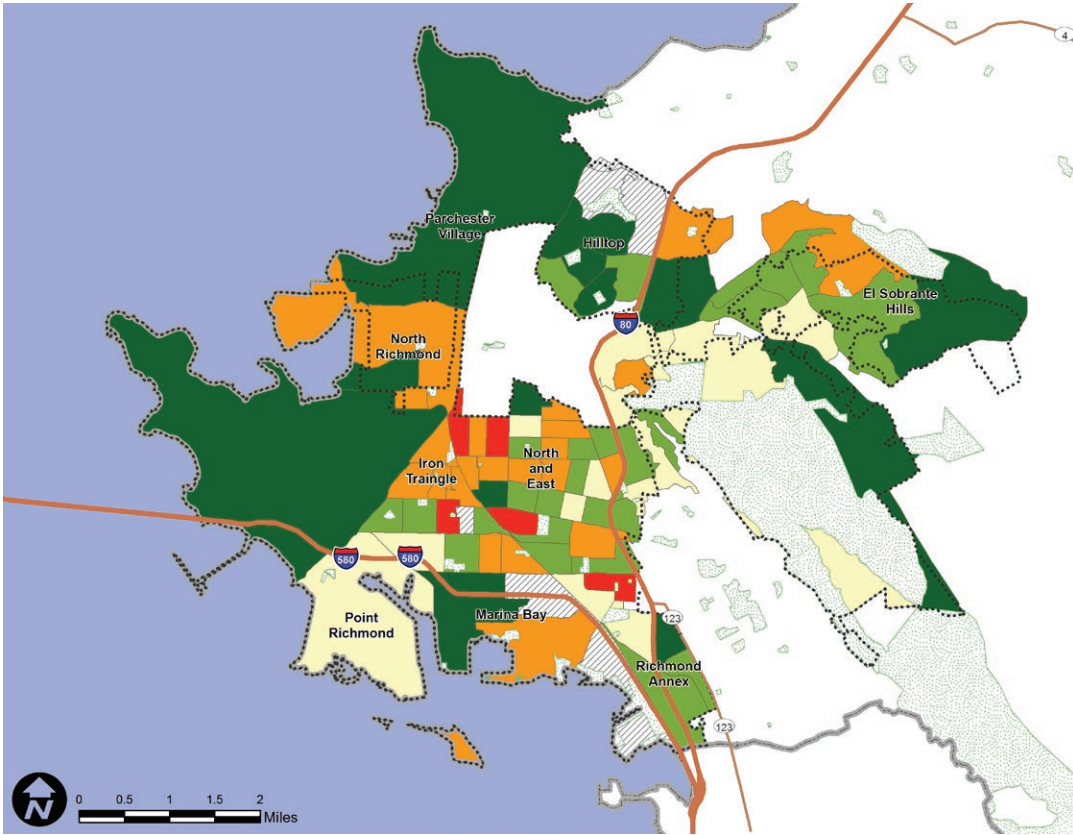 4
Parchester
Village
Hilltop
El Sobrante
Hills
80
North
Richmond
Iron
Traingle
North
and
East
580
580
Point
Richmond
Marina Bay
123
Richmond
Annex
123
N
0 0.5 1 1.5 2
Miles